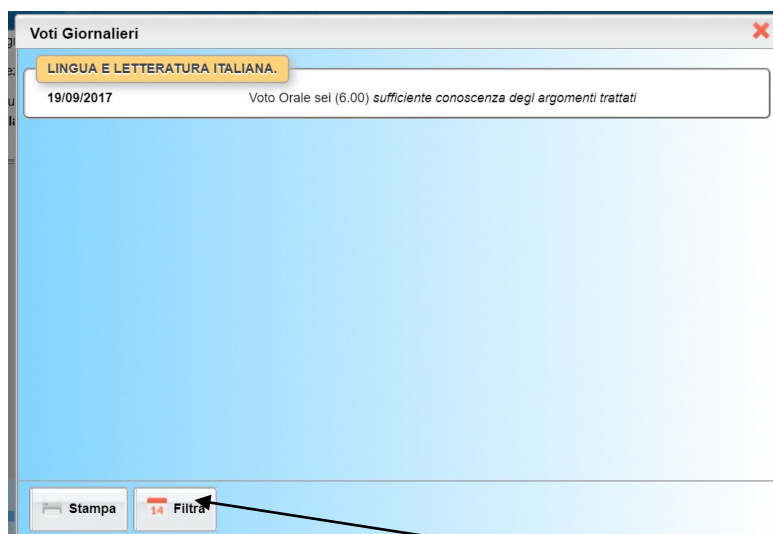 Voti Giornalieri
LINGUA E LETTERATURA ITALIANA.
19/09/2017 Voto Orale sei (6.00) sufficiente conoscenza degl argomenti trattati
Stampa 14 Filtra